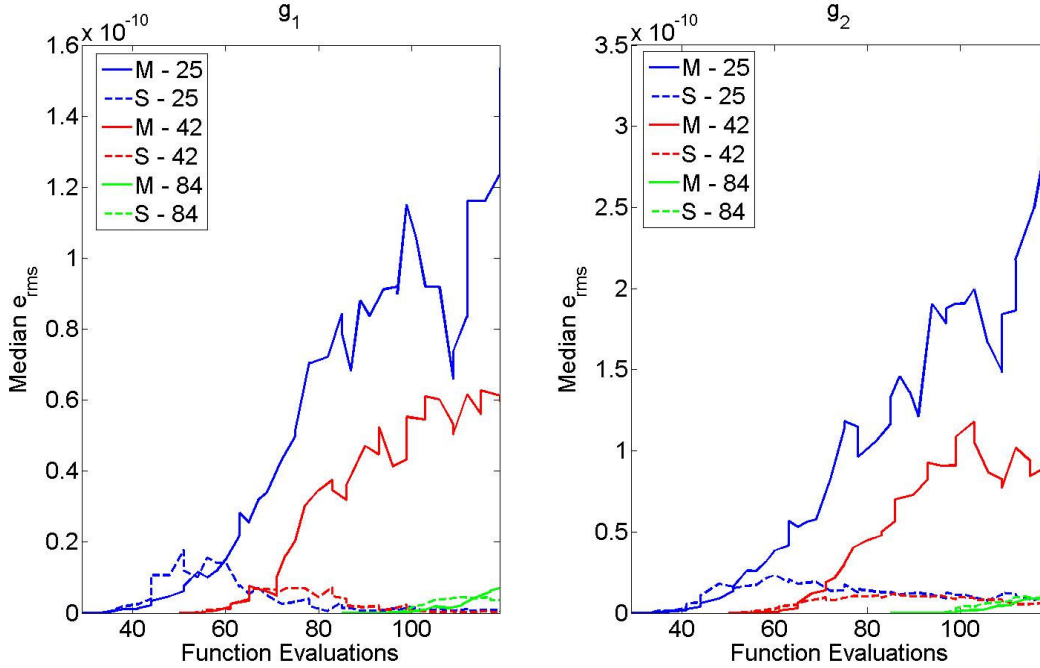 g1
x 10-10
1.6
1.4
1.2
1
0.8
0.6
0.4
0.2
0
Median erms
M - 25
S - 25
M - 42
S - 42
M - 84
S - 84
40 60 80 100
Function Evaluations
g2
x 10-10
3.5
3
2.5
2
1.5
1
0.5
0
Median erms
M - 25
S - 25
M - 42
S - 42
M - 84
S - 84
40 60 80 100
Function Evaluations